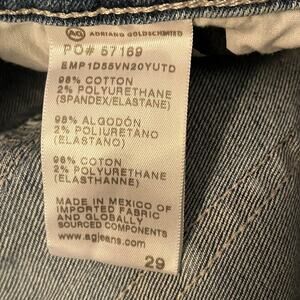 AG ADRIANO GOLDSCHMIED
PO# 57169
EMP1D55VN20YUTD
98% COTTON
2% POLYURETHANE
(SPANDEX/ELASTANE)
98% ALGODÓN
2% POLIURETANO
(ELASTANO)
98% COTON
2% POLYURETHANE
(ELASTHANNE)
MADE IN MEXICO OF
IMPORTED FABRIC
AND GLOBALLY
SOURCED COMPONENTS
www.agjeans.com
29